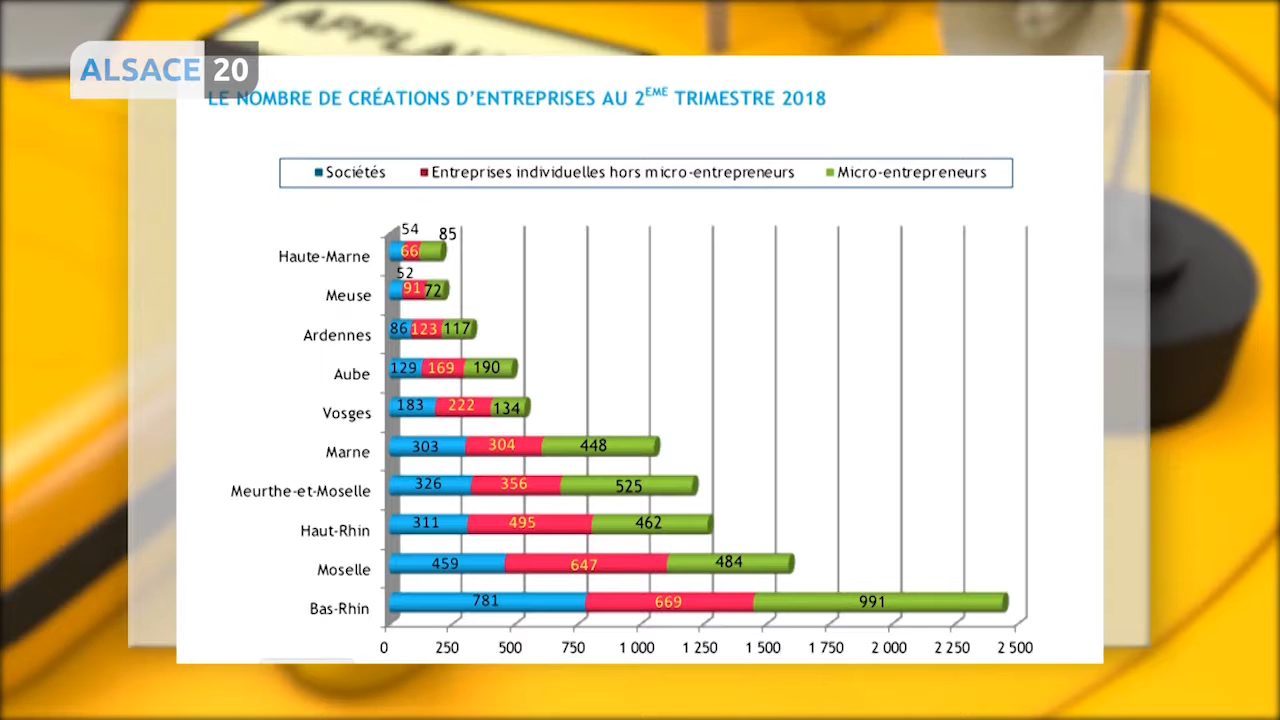 APPLAU
ALSACE 20
LE NOMBRE DE CRÉATIONS D'ENTREPRISES AU 2EME TRIMESTRE 2018
Sociétés Entreprises individuelles hors micro-entrepreneurs Micro-entrepreneurs
54 85
Haute-Marne 66
52
Meuse 91 72
Ardennes 86 123 117
Aube 129 169 190
Vosges 183 222 134
Marne 303 304 448
Meurthe-et-Moselle 326 356 525
Haut-Rhin 311 495 462
Moselle 459 647 484
Bas-Rhin 781 669 991
0 250 500 750 1 000 1 250 1 500 1 750 2 000 2 250 2 500